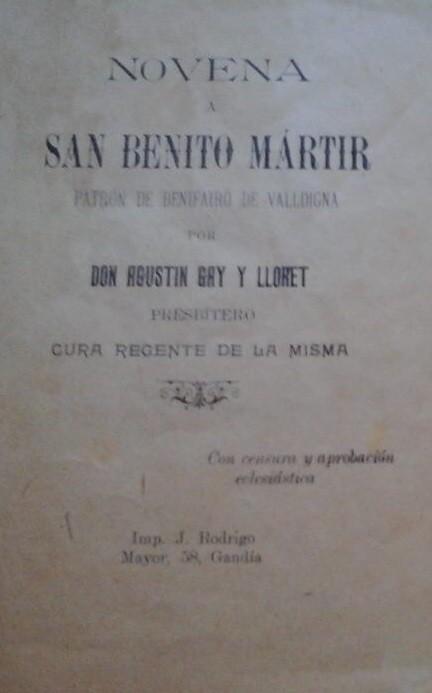 NOVENA
A
SAN BENITO MÁRTIR
PATRÓN DE BENIFAIRÓ DE VALLDIGNA
POR
DON AGUSTIN GAY Y LLORET
PRESBÍTERO
CURA REGENTE DE LA MISMA
Con censura y aprobación
eclesiástica
Imp. J. Rodrigo
Mayor, 58, Gandía